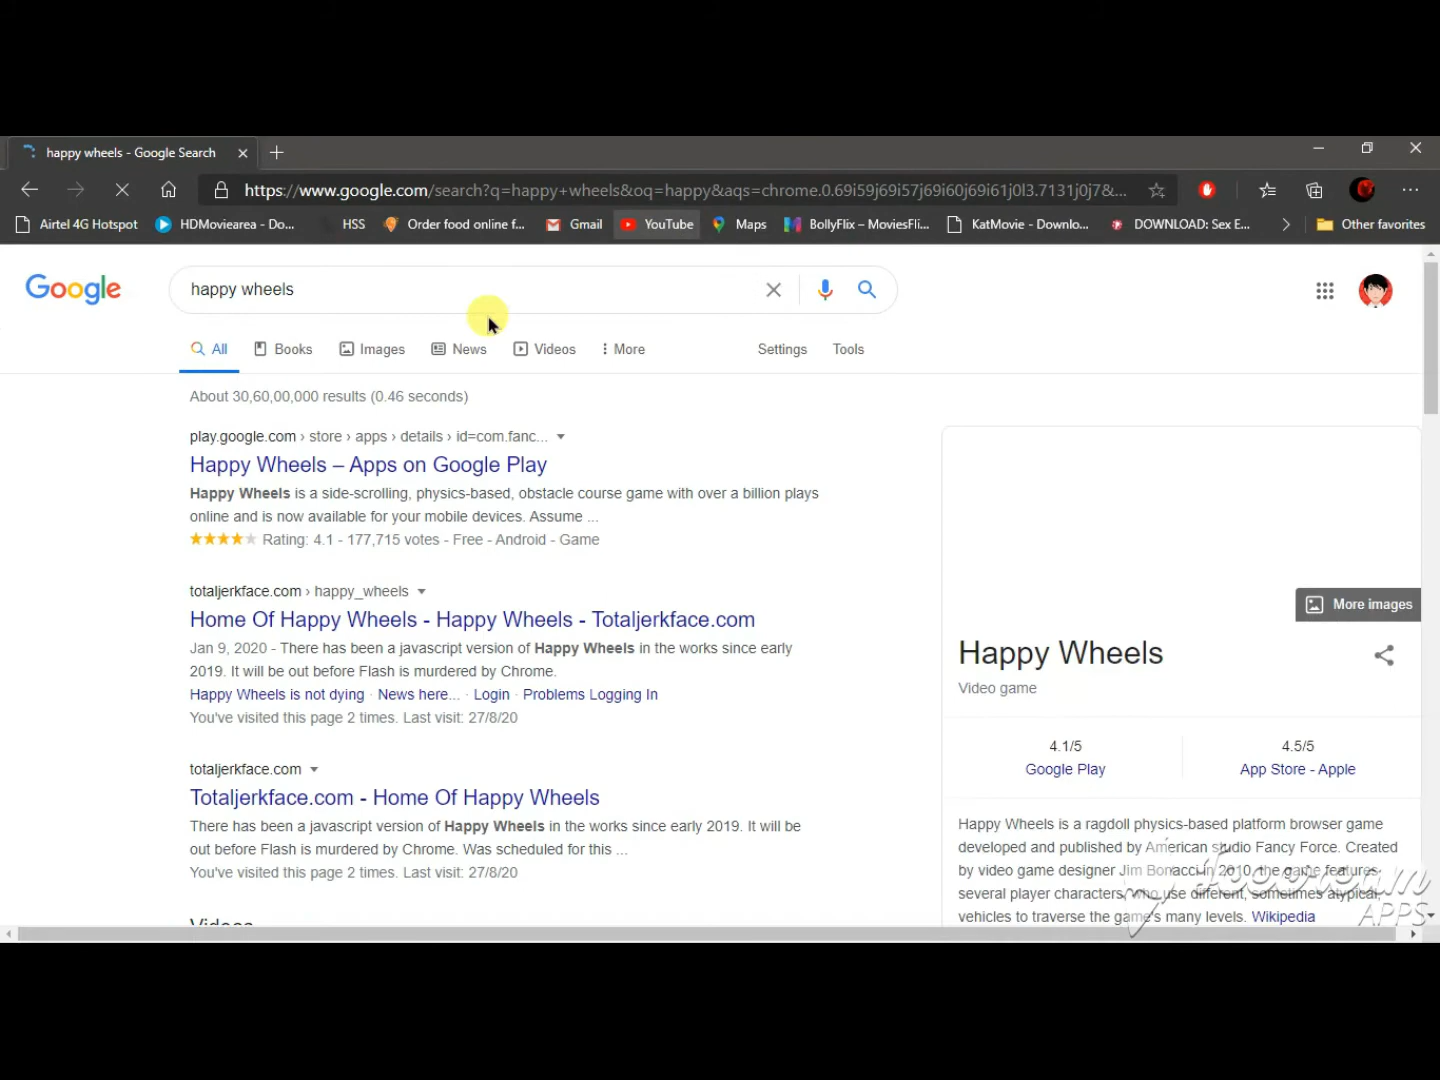 happy wheels - Google Search
https://www.google.com/search?q=happy+wheels&oq=happy&aqs=chrome.0.69i59j69i57j69i60j69i61j0l3.7131j0j7&...
Airtel 4G Hotspot HDMoviearea - Do... HSS Order food online f... Gmail YouTube Maps BollyFlix – MoviesFli... KatMovie - Downlo... DOWNLOAD: Sex E... Other favorites
Google happy wheels
All Books Images News Videos More Settings Tools
About 30,60,00,000 results (0.46 seconds)
play.google.com › store › apps › details › id=com.fanc...
Happy Wheels – Apps on Google Play
Happy Wheels is a side-scrolling, physics-based, obstacle course game with over a billion plays
online and is now available for your mobile devices. Assume ...
Rating: 4.1 - 177,715 votes - Free - Android - Game
totaljerkface.com › happy_wheels
Home Of Happy Wheels - Happy Wheels - Totaljerkface.com
Jan 9, 2020 - There has been a javascript version of Happy Wheels in the works since early
2019. It will be out before Flash is murdered by Chrome.
Happy Wheels is not dying · News here... · Login · Problems Logging In
You've visited this page 2 times. Last visit: 27/8/20
totaljerkface.com
Totaljerkface.com - Home Of Happy Wheels
There has been a javascript version of Happy Wheels in the works since early 2019. It will be
out before Flash is murdered by Chrome. Was scheduled for this ...
You've visited this page 2 times. Last visit: 27/8/20
Videos
More images
Happy Wheels
Video game
4.1/5 4.5/5
Google Play App Store - Apple
Happy Wheels is a ragdoll physics-based platform browser game
developed and published by American studio Fancy Force. Created
by video game designer Jim Bonacci in 2010, the game features
several player characters, who use different, sometimes atypical,
vehicles to traverse the game's many levels. Wikipedia
Icecream
APPS